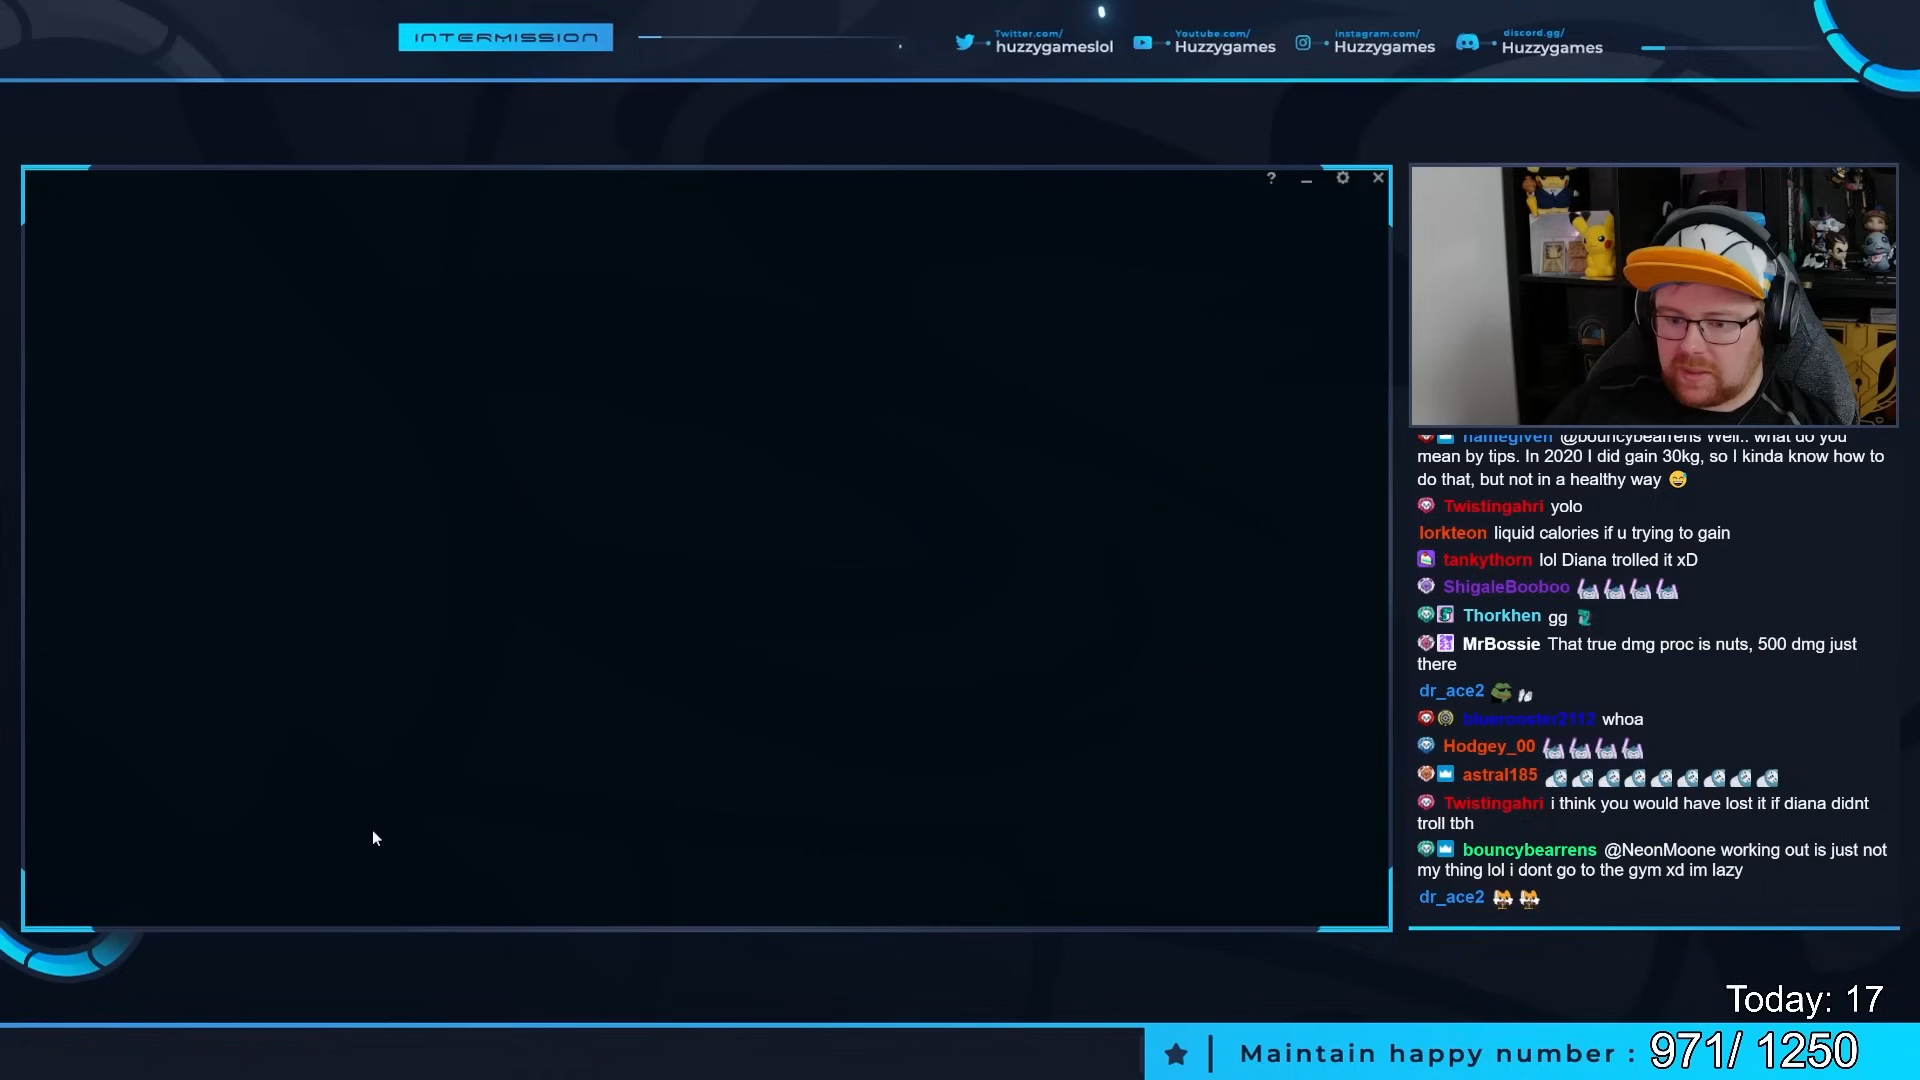 INTERMISSION
Twitter.com/
huzzygameslol
Youtube.com/
Huzzygames
instagram.com/
Huzzygames
discord.gg/
Huzzygames
?
namegiven @bouncybearrens Well.. what do you
mean by tips. In 2020 I did gain 30kg, so I kinda know how to
do that, but not in a healthy way
Twistingahri yolo
lorkteon liquid calories if u trying to gain
tankythorn lol Diana trolled it xD
ShigaleBooboo
Thorkhen gg
MrBossie That true dmg proc is nuts, 500 dmg just
there
dr_ace2
bluerooster2112 whoa
Hodgey_00
astral185
Twistingahri i think you would have lost it if diana didnt
troll tbh
bouncybearrens @NeonMoone working out is just not
my thing lol i dont go to the gym xd im lazy
dr_ace2
Today: 17
Maintain happy number : 971/ 1250